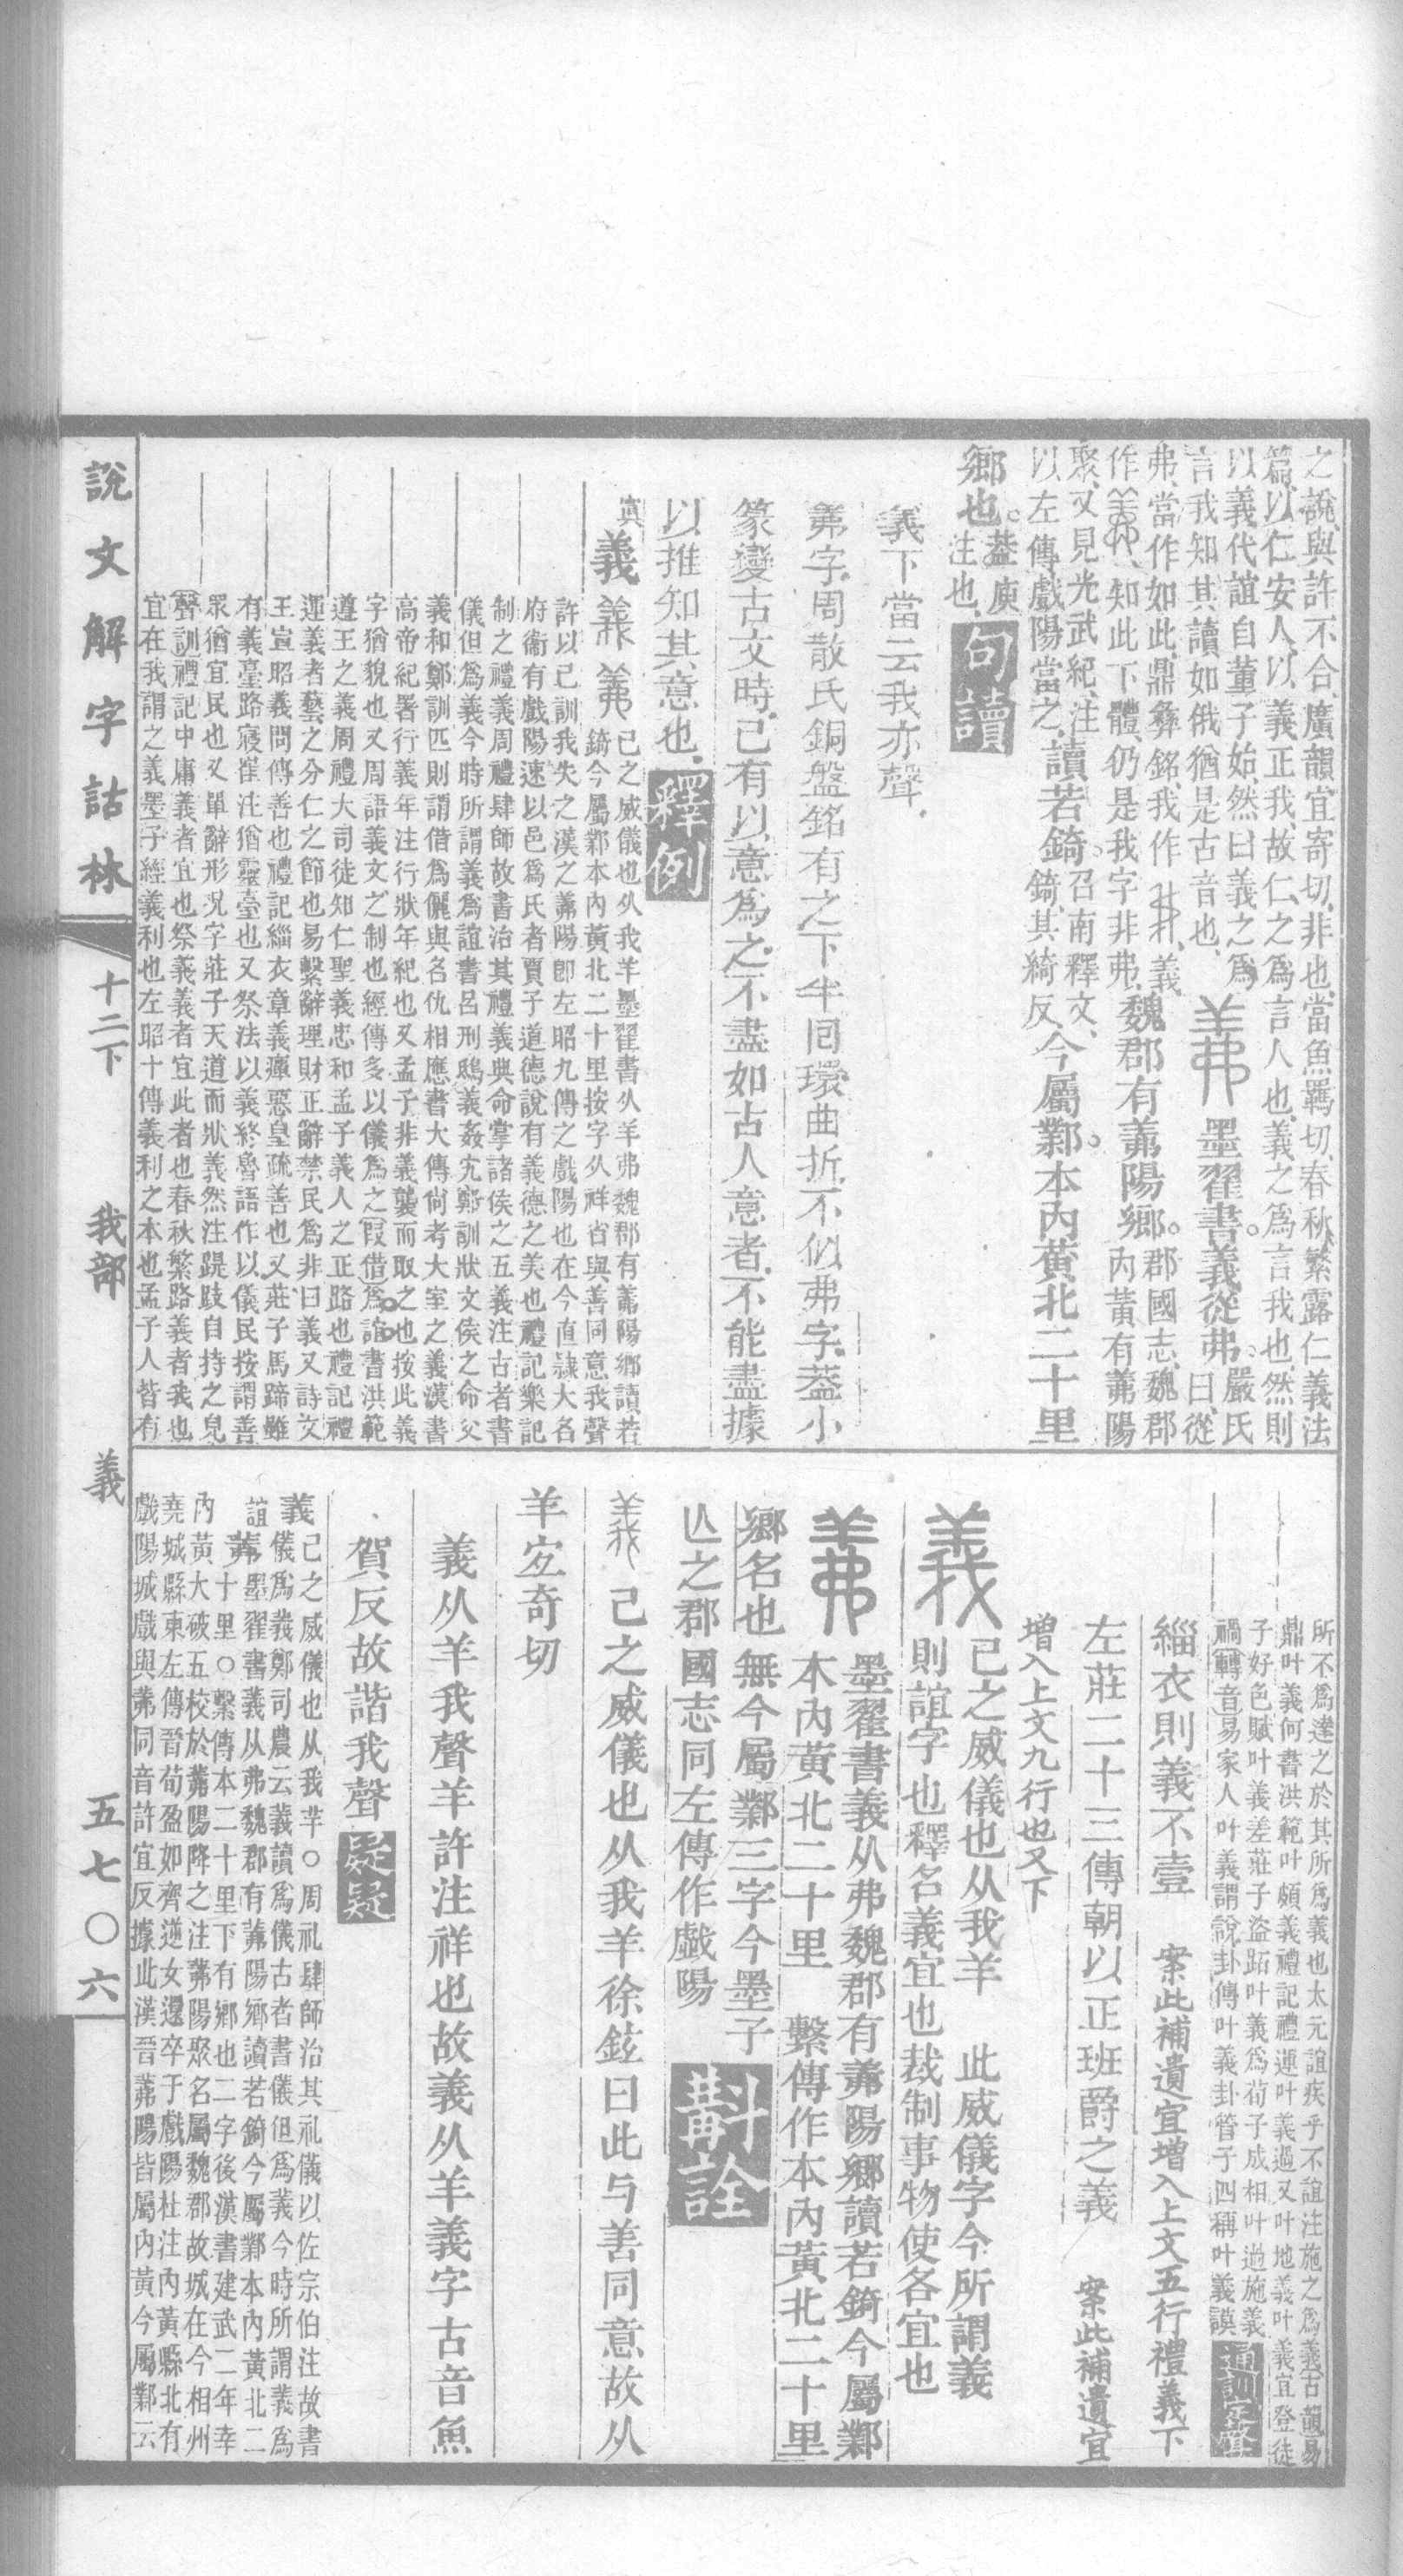 之說與許不合廣韻宜寄切非也當魚羈切春秋繁露仁義法
篇以仁安人以義正我故仁之爲言人也義之爲言我也然則
以義代誼自董子始然曰義之爲
言我知其讀如俄猶是古音也
墨翟書義從弗
嚴氏曰從
弗當作如此鼎彝銘我作
義
作
知此下體仍是我字非弗
魏郡有羛陽鄉
郡國志魏郡
內黃有羛陽
聚又見光武紀注
以左傳戲陽當之
讀若錡
召南釋文
錡其綺反
今屬鄴本內黃北二十里
鄉也
葢庾
注也
句讀
義下當云我亦聲
羛字周散氏銅盤銘有之下半囘環曲折不似弗字葢小
篆變古文時已有以意爲之不盡如古人意者不能盡據
以推知其意也
釋例
義
羛
己之威儀也从我羊墨翟書从羊弗魏郡有羛陽鄉讀若
錡今屬鄴本內黃北二十里按字从祥省與善同意我聲
許以己訓我失之漢之羛陽卽左昭九傳之戲陽也在今直隸大名
府衞有戲陽速以邑爲氏者賈子道德說有義德之美也禮記樂記
制之禮義周禮肆師故書治其禮義典命掌諸侯之五義注古者書
儀但爲義今時所謂義爲誼書呂刑鴟義姦宄鄭訓狀文侯之命父
義和鄭訓匹則謂借爲儷與名仇相應書大傳尙考大室之義漢書
高帝紀署行義年注行狀年紀也又孟子非義襲而取之也按此義
字猶貌也又周語義文之制也經傳多以儀爲之叚借爲誼書洪範
遵王之義周禮大司徒知仁聖義忠和孟子義人之正路也禮記禮
運義者藝之分仁之節也易繫辭理財正辭禁民爲非曰義又詩文
王宣昭義問傳善也禮記緇衣章義癉惡皇疏善也又莊子馬蹄雖
有義臺路寢崔注猶靈臺也又祭法以義終魯語作以儀民按謂善
眾猶宜民也又單辭形況字莊子天道而狀義然注踶跂自持之皃
聲訓禮記中庸義者宜也祭義義者宜此者也春秋繁路義者我也
宜在我謂之義墨子經義利也左昭十傳義利之本也孟子人皆有
所不爲達之於其所爲義也太元誼疾乎不誼注施之爲義古韻易
鼎叶義何書洪範叶頗義禮記禮運叶義過又叶地義叶義宜登徒
子好色賦叶義差莊子盜跖叶義爲荀子成相叶過施義
禍轉音易家人叶義謂說卦傳叶義卦管子四稱叶義謨
通訓定聲
緇衣則義不壹
案此補遺宜增入上文五行禮義下
左莊二十三傳朝以正班爵之義
案此補遺宜
增入上文九行也又下
義
己之威儀也从我羊
此威儀字今所謂義
則誼字也釋名義宜也裁制事物使各宜也
羛
墨翟書義从弗魏郡有羛陽鄉讀若錡今屬鄴
本內黃北二十里
繫傳作本內黃北二十里
鄉名也
無今屬鄴三字今墨子
亾之郡國志同左傳作戲陽
斠詮
義
己之威儀也从我羊徐鉉曰此与善同意故从
羊宐奇切
義从羊我聲羊許注祥也故義从羊義字古音魚
賀反故諧我聲
疑疑
義
己之威儀也从我羊○周礼肆師治其礼儀以佐宗伯注故書
儀爲義鄭司農云義讀爲儀古者書儀但爲義今時所謂義爲
誼
羛
墨翟書義从弗魏郡有羛陽鄉讀若錡今屬鄴本內黃北二
十里○繫傳本二十里下有鄉也二字後漢書建武二年幸
內黃大破五校於羛陽降之注羛陽聚名屬魏郡故城在今相州
堯城縣東左傳晉荀盈如齊逆女還卒于戲陽杜注內黃縣北有
戲陽城戲與羛同音許宜反據此漢晉羛陽皆屬內黃今屬鄴云
說文解字詁林
十二下
我部
義
五七〇六